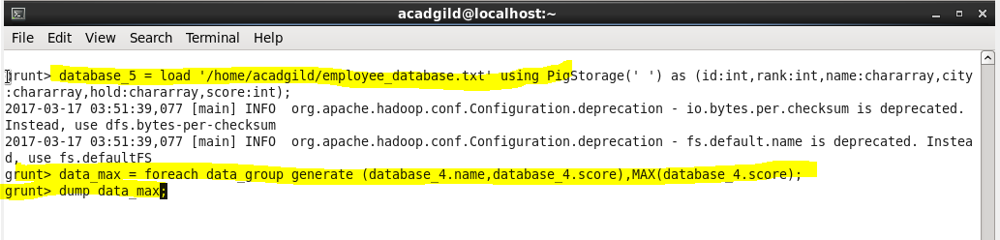 acadgild@localhost:~
File Edit View Search Terminal Help
grunt> database_5 = load '/home/acadgild/employee_database.txt' using PigStorage(' ') as (id:int,rank:int,name:chararray,city
:chararray,hold:chararray,score:int);
2017-03-17 03:51:39,077 [main] INFO  org.apache.hadoop.conf.Configuration.deprecation - io.bytes.per.checksum is deprecated.
Instead, use dfs.bytes-per-checksum
2017-03-17 03:51:39,077 [main] INFO  org.apache.hadoop.conf.Configuration.deprecation - fs.default.name is deprecated. Instea
d, use fs.defaultFS
grunt> data_max = foreach data_group generate (database_4.name,database_4.score),MAX(database_4.score);
grunt> dump data_max;